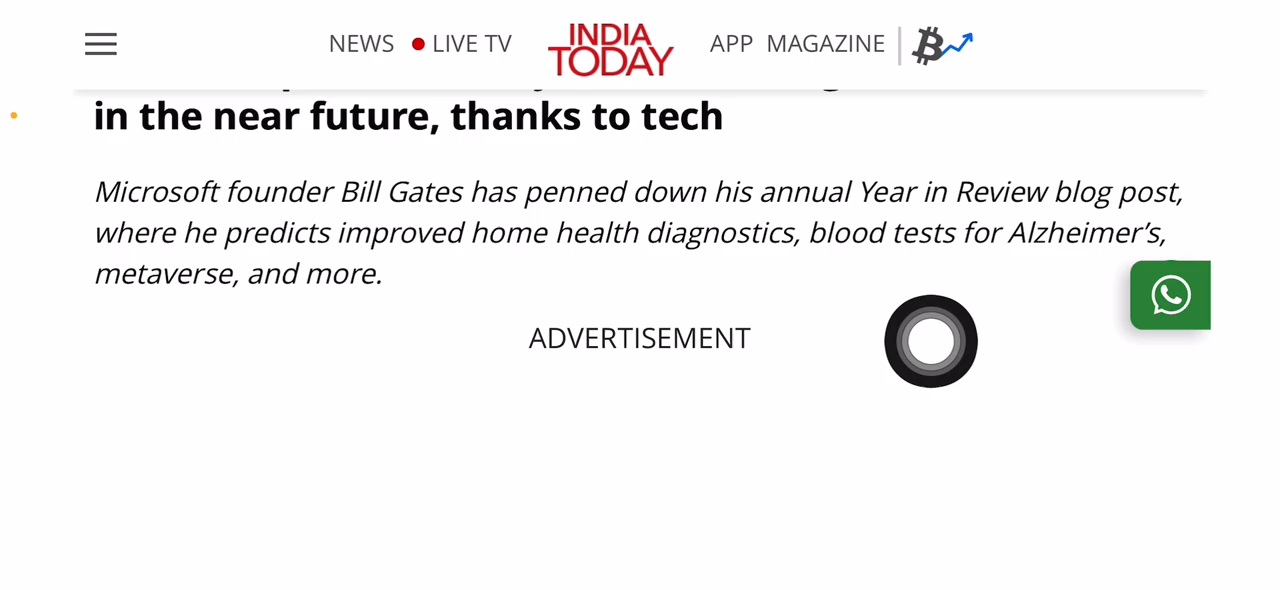 NEWS LIVE TV INDIA TODAY APP MAGAZINE
in the near future, thanks to tech
Microsoft founder Bill Gates has penned down his annual Year in Review blog post,
where he predicts improved home health diagnostics, blood tests for Alzheimer’s,
metaverse, and more.
ADVERTISEMENT